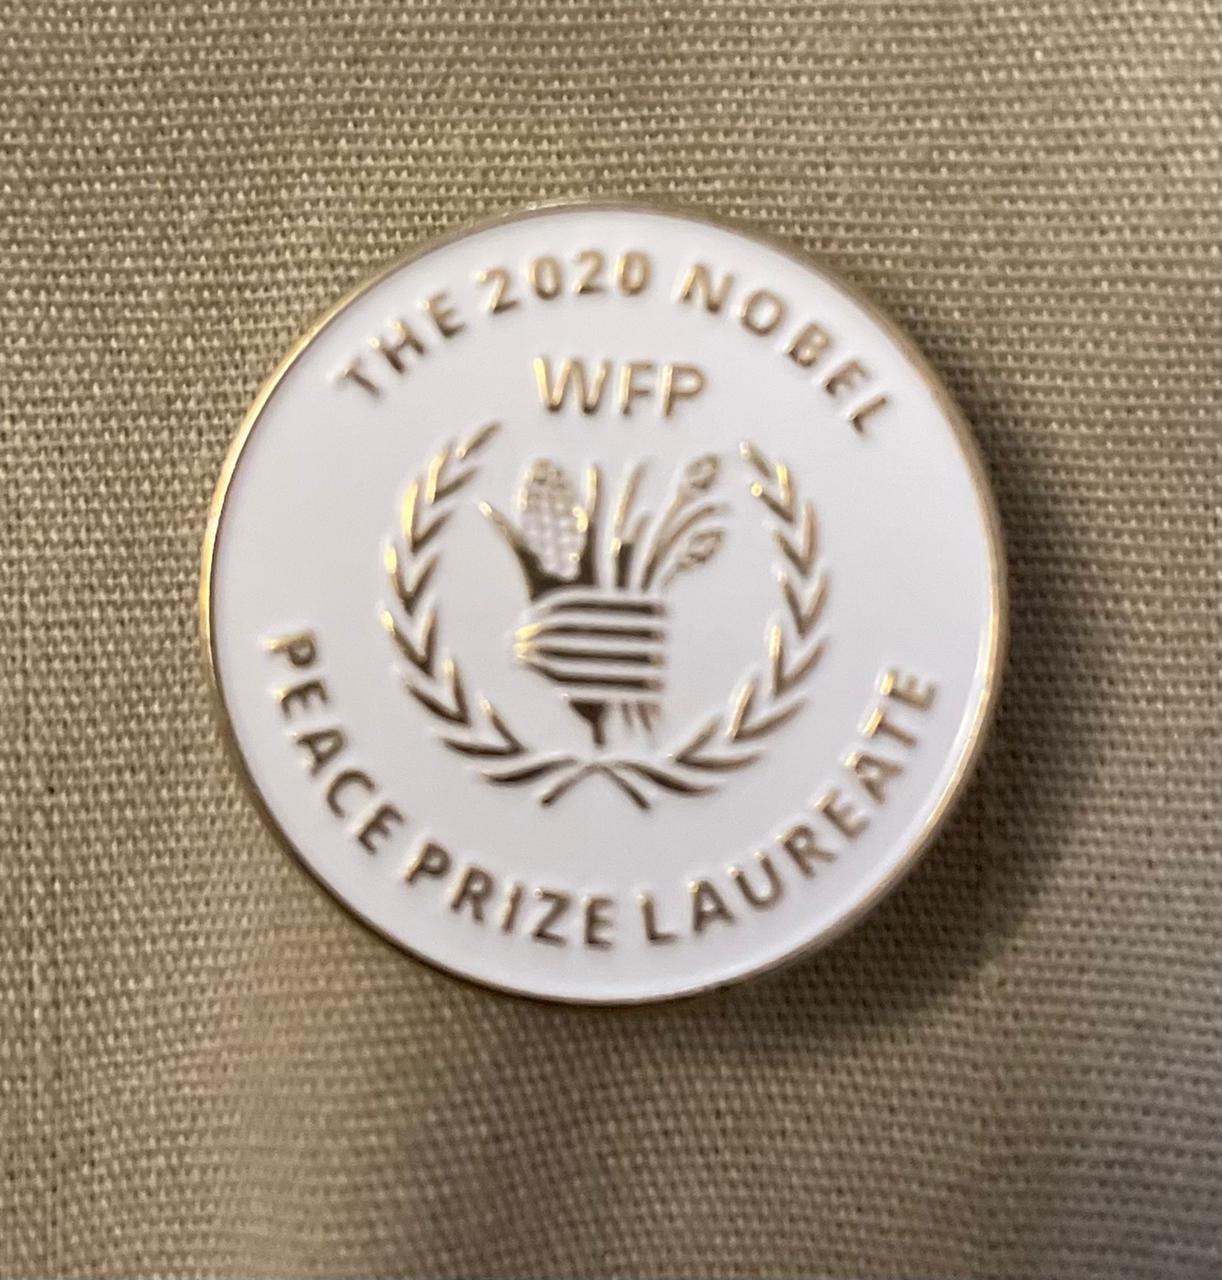 THE 2020 NOBEL
WFP
PEACE PRIZE LAUREATE